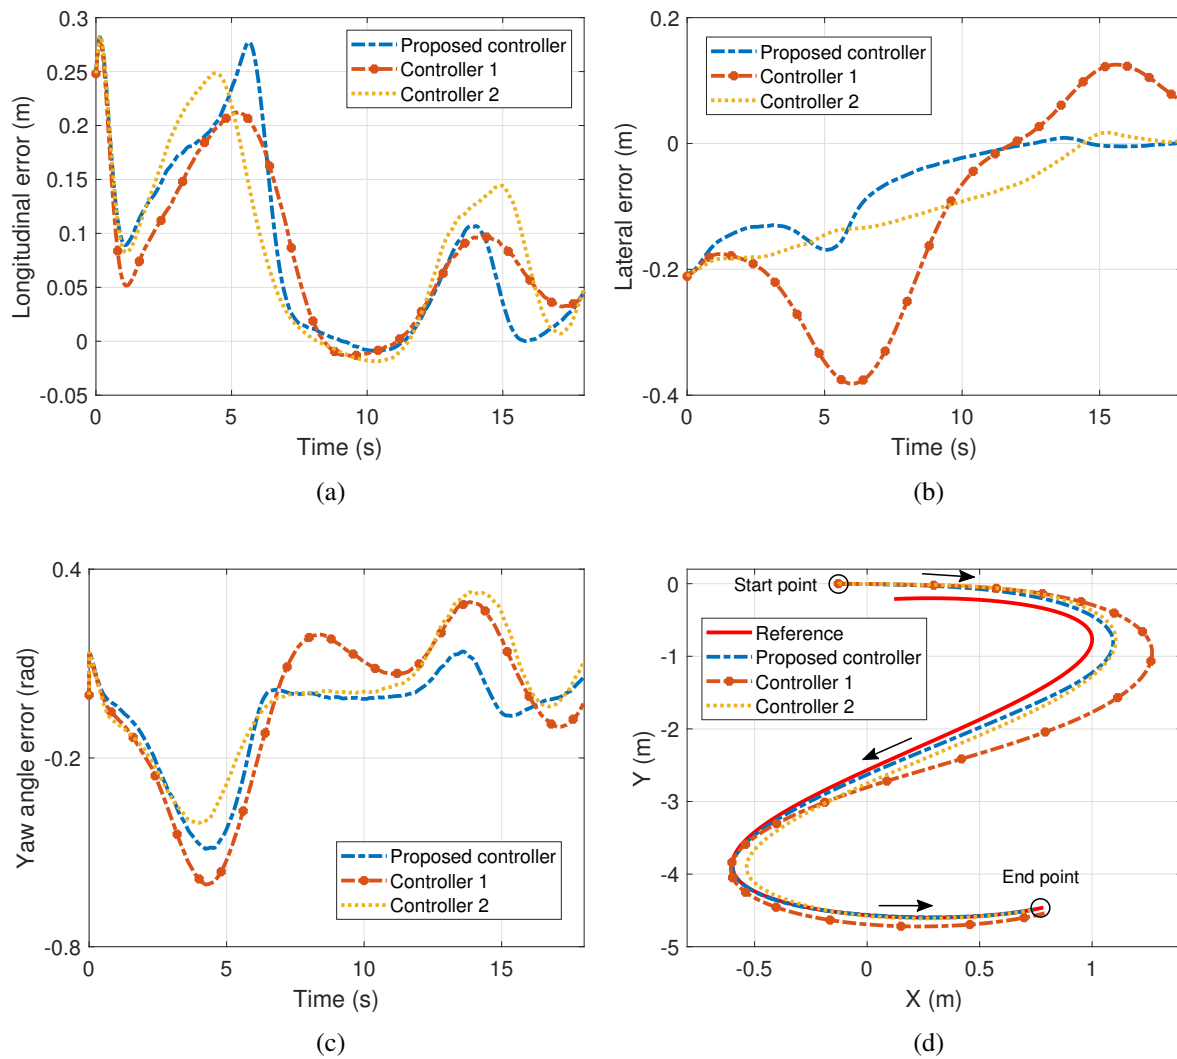 0.3
0.25
0.2
0.15
0.1
0.05
0
-0.05
Longitudinal error (m)
Proposed controller
Controller 1
Controller 2
0
5
10
15
Time (s)
(a)
0.2
0
-0.2
-0.4
Lateral error (m)
Proposed controller
Controller 1
Controller 2
0
5
10
15
Time (s)
(b)
0.4
-0.2
-0.8
Yaw angle error (rad)
Proposed controller
Controller 1
Controller 2
0
5
10
15
Time (s)
(c)
0
-1
-2
-3
-4
-5
Y (m)
Start point
Reference
Proposed controller
Controller 1
Controller 2
End point
-0.5
0
0.5
1
X (m)
(d)